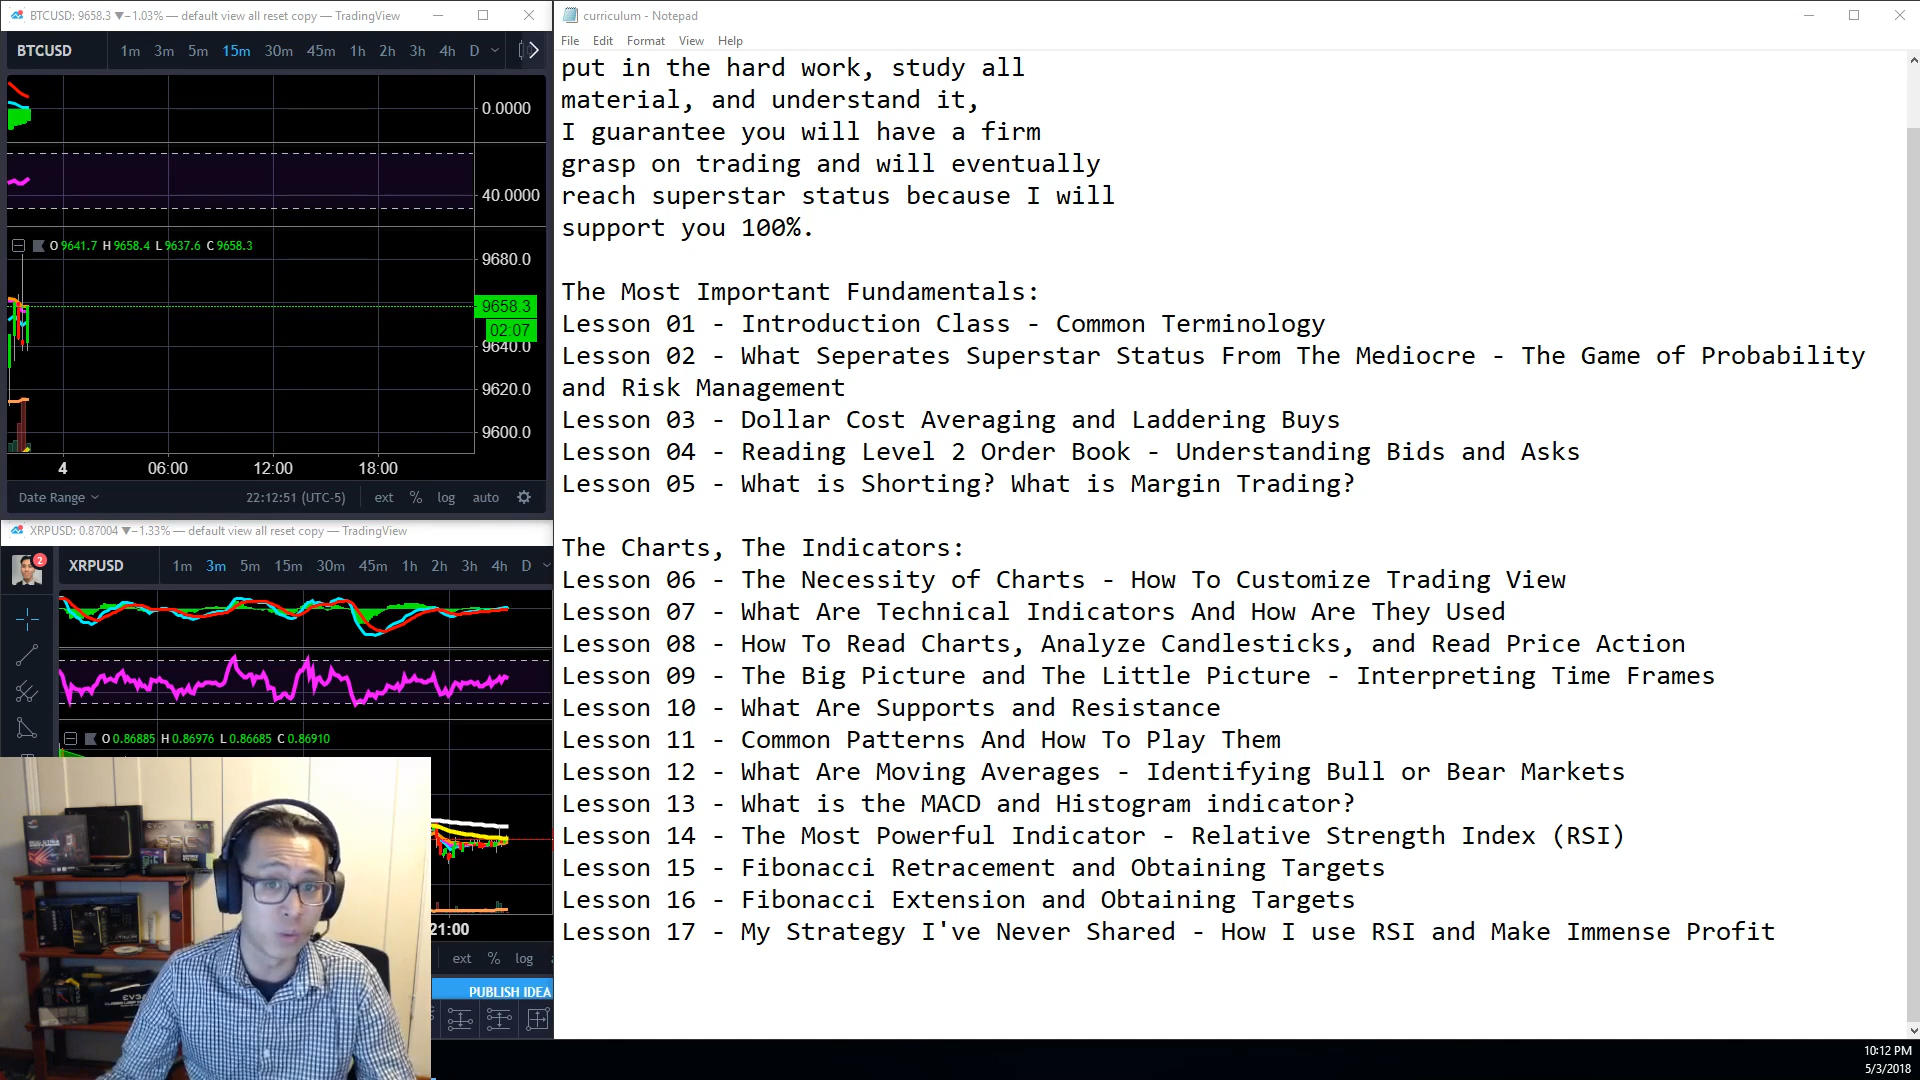 BTCUSD: 9658.3 ▼−1.03% — default view all reset copy — TradingView
BTCUSD 1m 3m 5m 15m 30m 45m 1h 2h 3h 4h D
0.0000
40.0000
O 9641.7 H 9658.4 L 9637.6 C 9658.3
9680.0
9658.3
02:07
9640.0
9620.0
9600.0
4 06:00 12:00 18:00
Date Range 22:12:51 (UTC-5) ext % log auto
XRPUSD: 0.87004 ▼−1.33% — default view all reset copy — TradingView
2
XRPUSD 1m 3m 5m 15m 30m 45m 1h 2h 3h 4h D
O 0.86885 H 0.86976 L 0.86685 C 0.86910
21:00
ext % log
PUBLISH IDEA
EVGA
curriculum - Notepad
File Edit Format View Help
put in the hard work, study all
material, and understand it,
I guarantee you will have a firm
grasp on trading and will eventually
reach superstar status because I will
support you 100%.
The Most Important Fundamentals:
Lesson 01 - Introduction Class - Common Terminology
Lesson 02 - What Seperates Superstar Status From The Mediocre - The Game of Probability
and Risk Management
Lesson 03 - Dollar Cost Averaging and Laddering Buys
Lesson 04 - Reading Level 2 Order Book - Understanding Bids and Asks
Lesson 05 - What is Shorting? What is Margin Trading?
The Charts, The Indicators:
Lesson 06 - The Necessity of Charts - How To Customize Trading View
Lesson 07 - What Are Technical Indicators And How Are They Used
Lesson 08 - How To Read Charts, Analyze Candlesticks, and Read Price Action
Lesson 09 - The Big Picture and The Little Picture - Interpreting Time Frames
Lesson 10 - What Are Supports and Resistance
Lesson 11 - Common Patterns And How To Play Them
Lesson 12 - What Are Moving Averages - Identifying Bull or Bear Markets
Lesson 13 - What is the MACD and Histogram indicator?
Lesson 14 - The Most Powerful Indicator - Relative Strength Index (RSI)
Lesson 15 - Fibonacci Retracement and Obtaining Targets
Lesson 16 - Fibonacci Extension and Obtaining Targets
Lesson 17 - My Strategy I've Never Shared - How I use RSI and Make Immense Profit
10:12 PM
5/3/2018